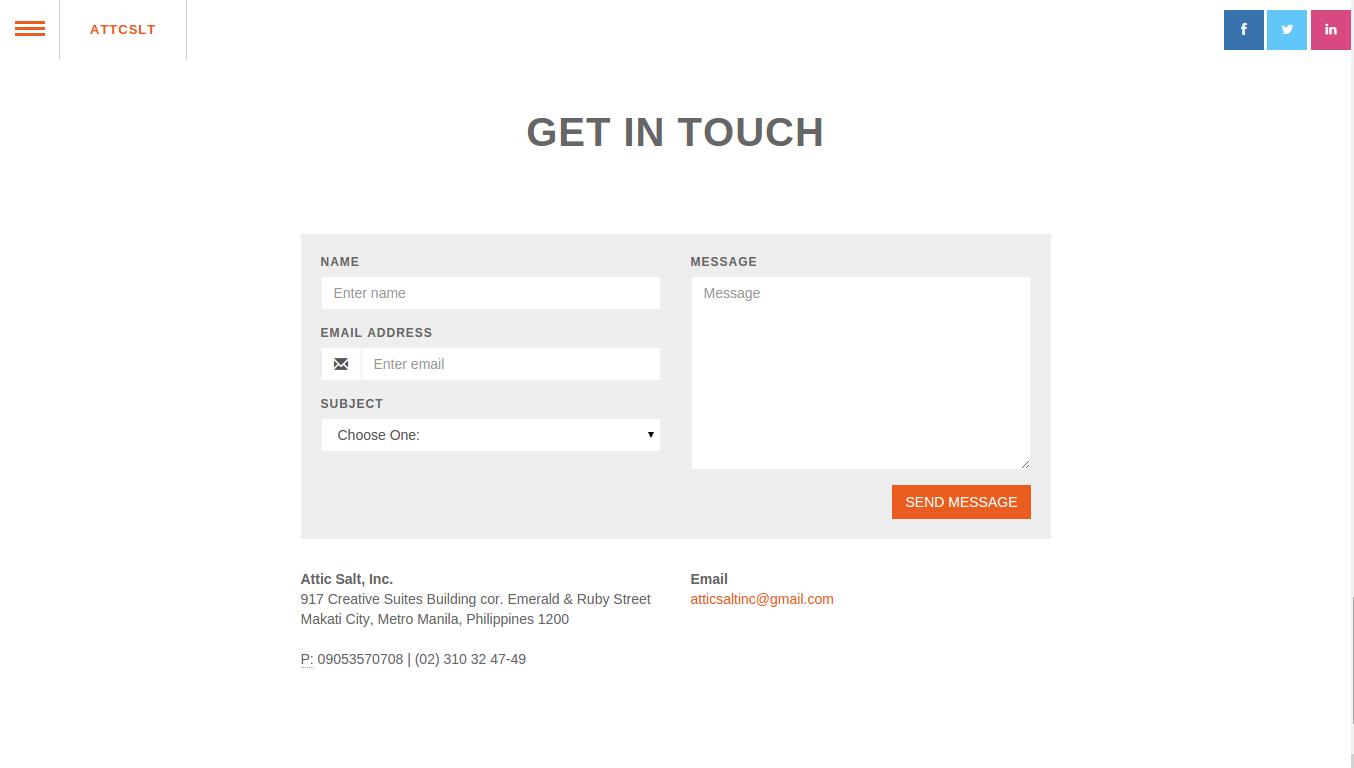 ATTCSLT
GET IN TOUCH
NAME
Enter name
EMAIL ADDRESS
Enter email
SUBJECT
Choose One:
MESSAGE
Message
SEND MESSAGE
Attic Salt, Inc.
917 Creative Suites Building cor. Emerald & Ruby Street
Makati City, Metro Manila, Philippines 1200
P: 09053570708 | (02) 310 32 47-49
Email
atticsaltinc@gmail.com